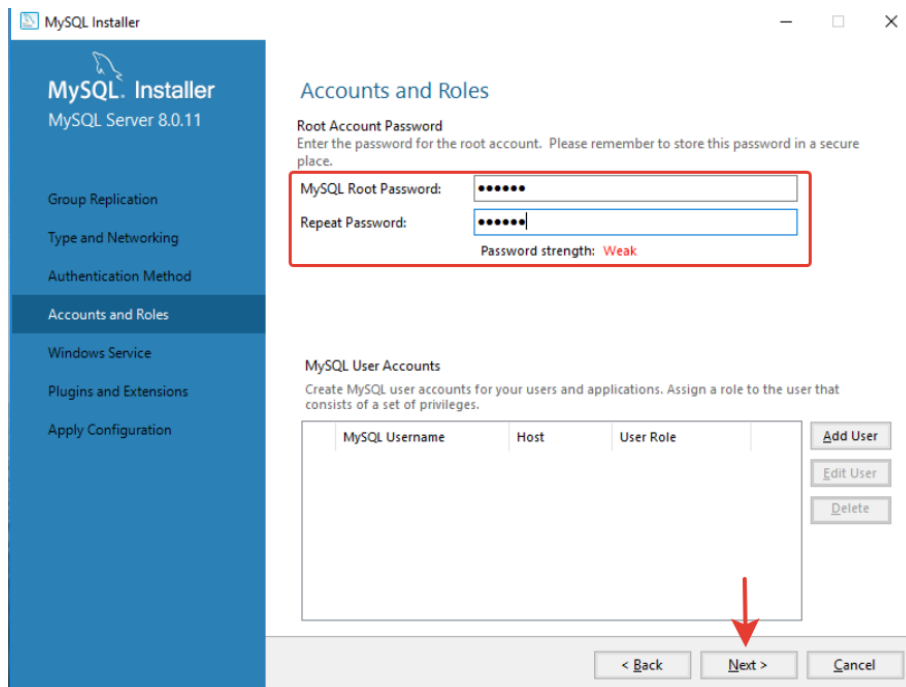 MySQL Installer
MySQL. Installer
MySQL Server 8.0.11
Group Replication
Type and Networking
Authentication Method
Accounts and Roles
Windows Service
Plugins and Extensions
Apply Configuration
Accounts and Roles
Root Account Password
Enter the password for the root account. Please remember to store this password in a secure
place.
MySQL Root Password: ●●●●●●
Repeat Password: ●●●●●●
Password strength: Weak
MySQL User Accounts
Create MySQL user accounts for your users and applications. Assign a role to the user that
consists of a set of privileges.
MySQL Username Host User Role
Add User
Edit User
Delete
< Back Next > Cancel